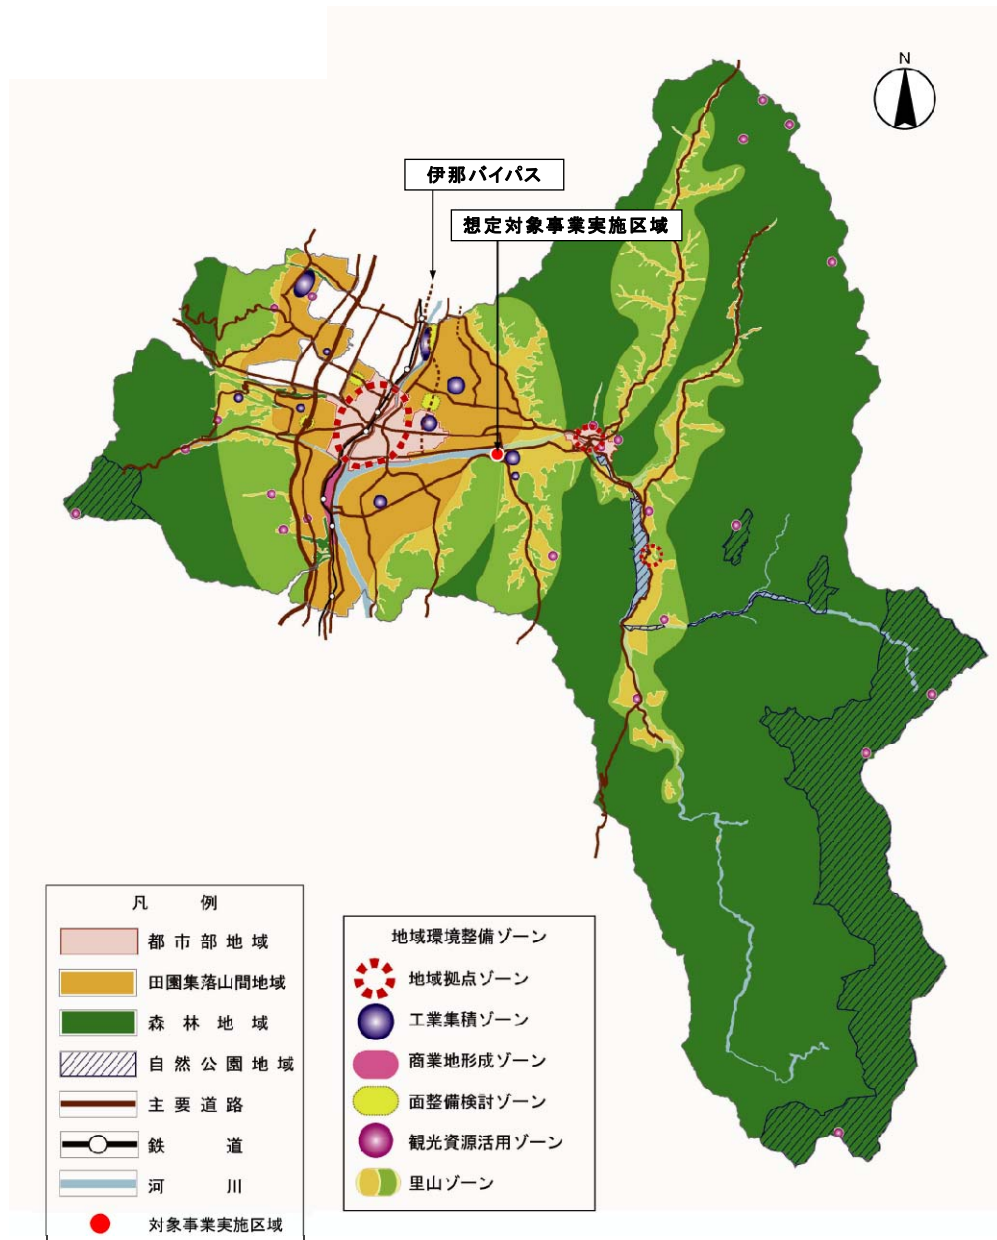 N
伊那バイパス
想定対象事業実施区域
凡 例
都市部地域
田園集落山間地域
森林地域
自然公園地域
主要道路
鉄道
河川
対象事業実施区域
地域環境整備ゾーン
地域拠点ゾーン
工業集積ゾーン
商業地形成ゾーン
面整備検討ゾーン
観光資源活用ゾーン
里山ゾーン